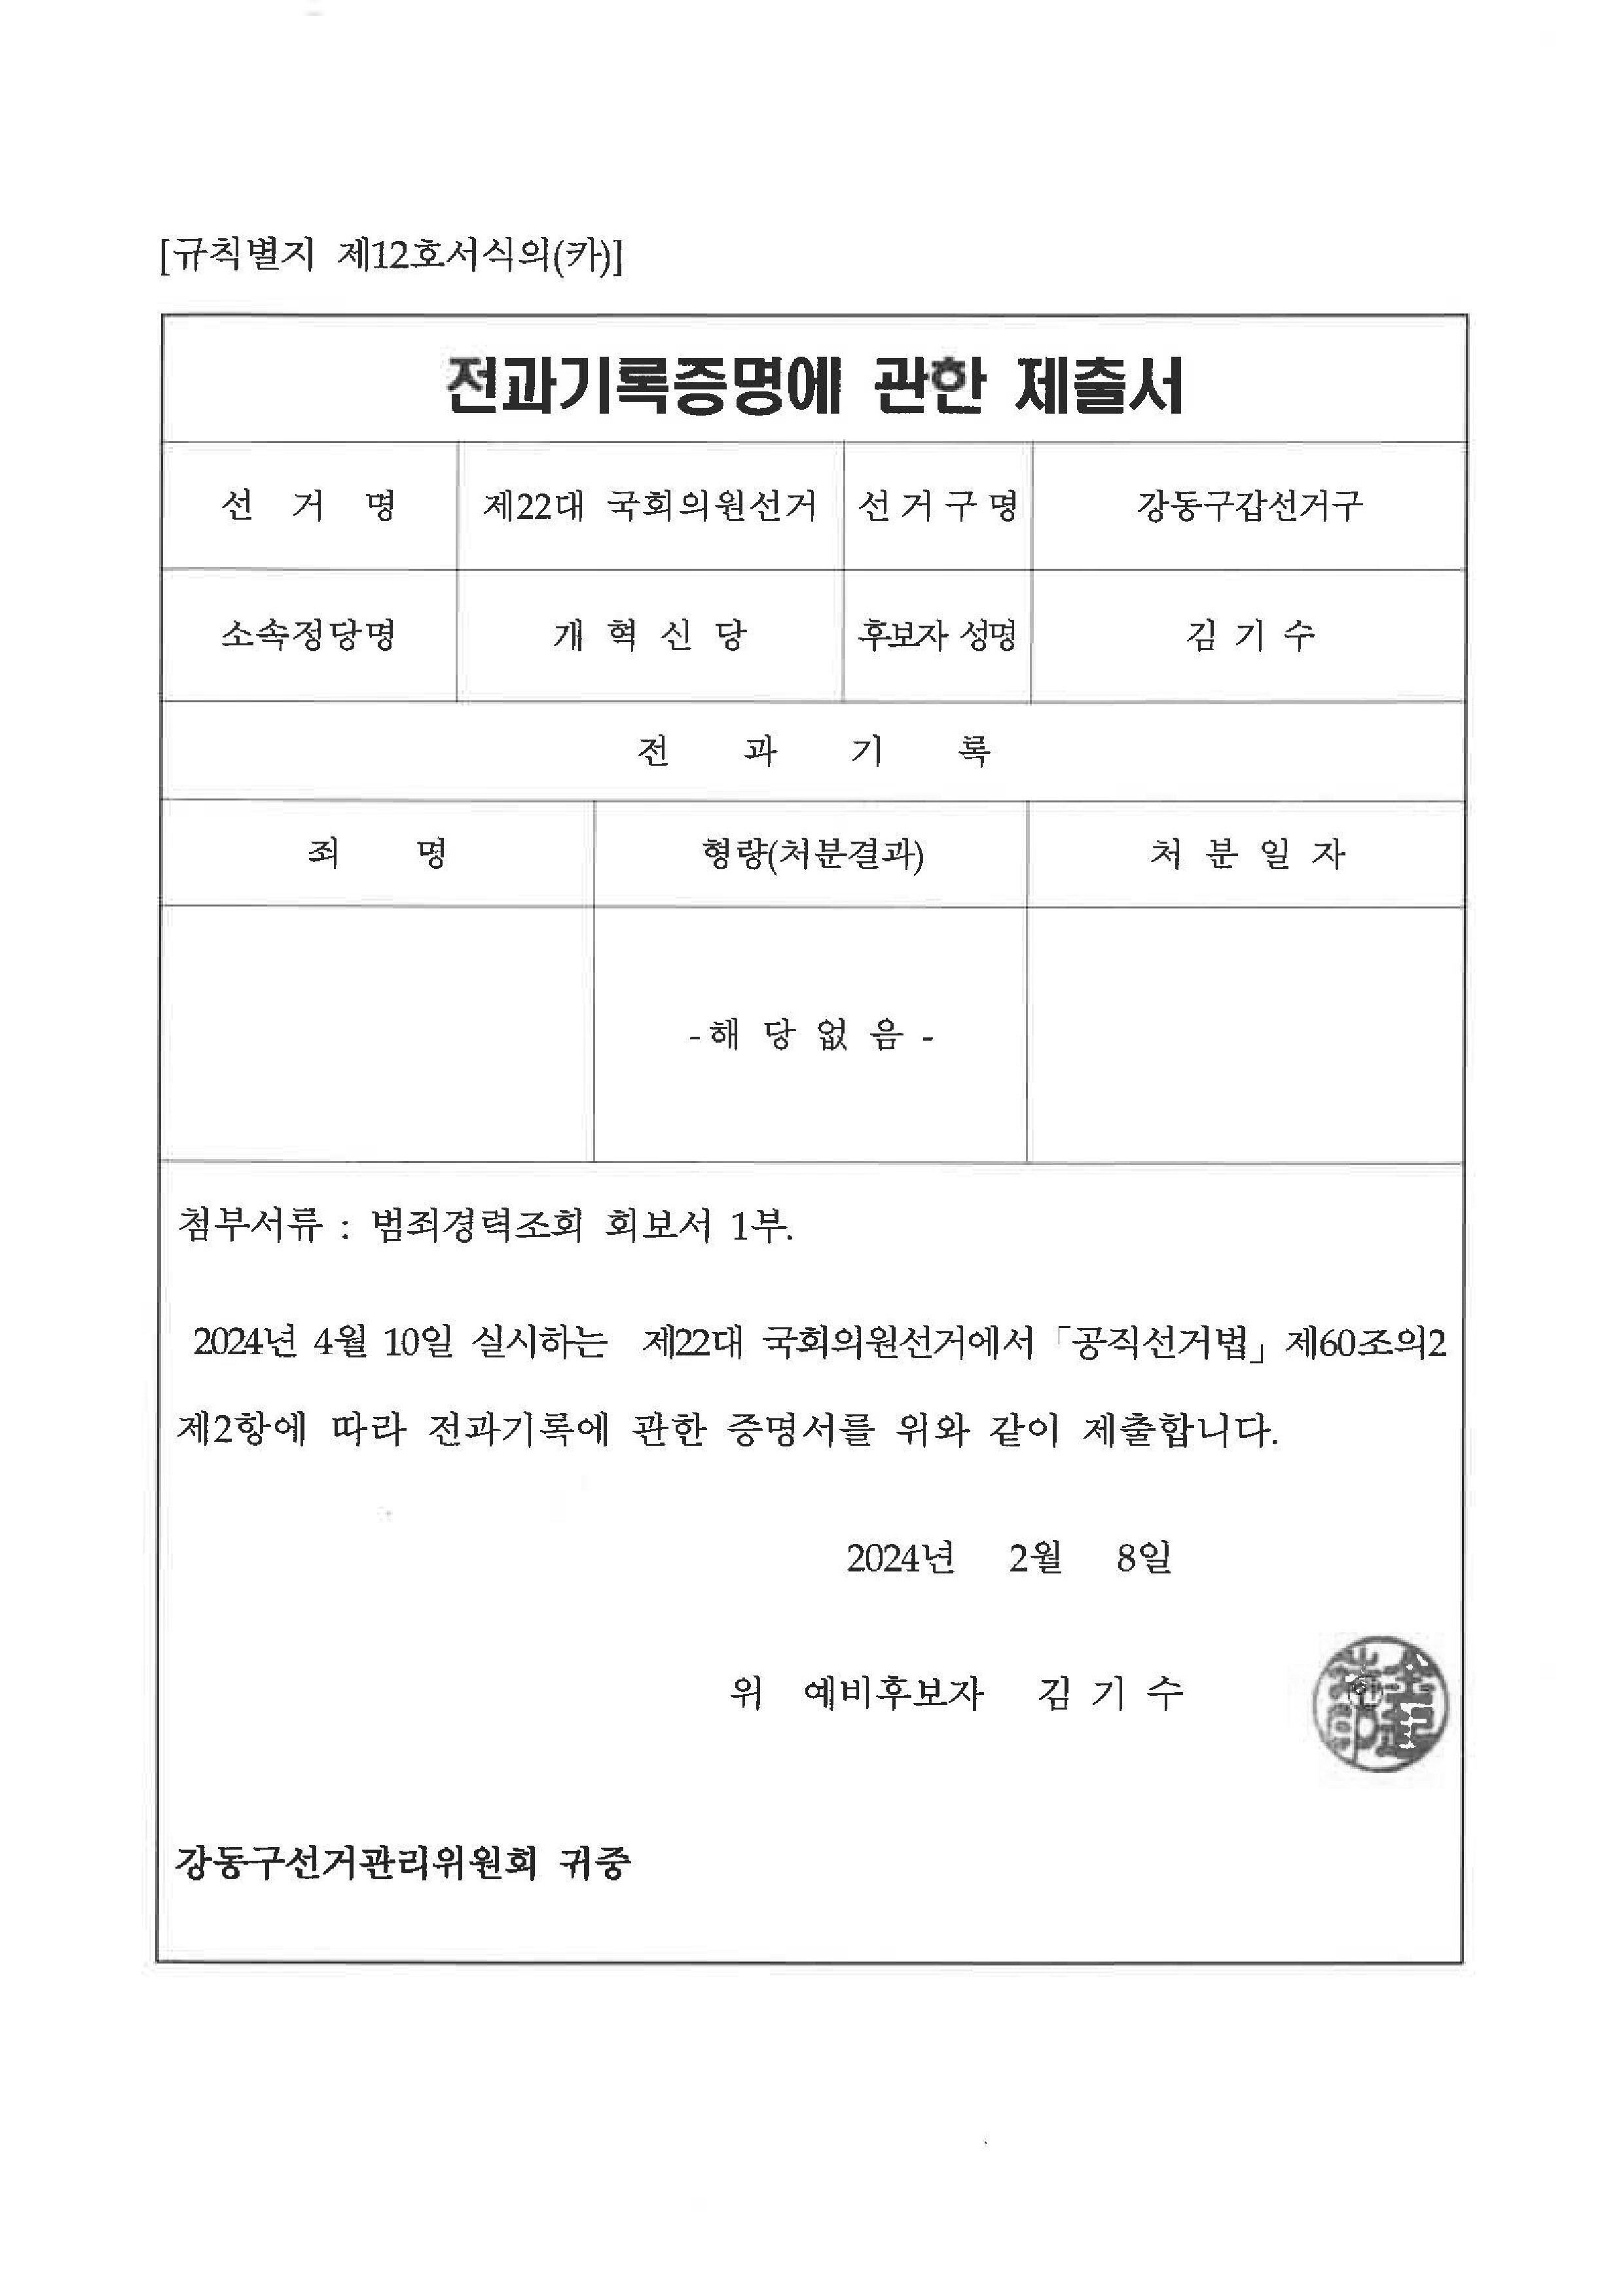 [규칙별지 제12호서식의(카)]
전과기록증명에 관한 제출서
선 거 명 제22대 국회의원선거 선거구명 강동구갑선거구
소속정당명 개 혁 신 당 후보자 성명 김 기 수
전 과 기 록
죄 명 형량(처분결과) 처 분 일 자
- 해 당 없 음 -
첨부서류 : 범죄경력조회 회보서 1부.
2024년 4월 10일 실시하는 제22대 국회의원선거에서 「공직선거법」 제60조의2
제2항에 따라 전과기록에 관한 증명서를 위와 같이 제출합니다.
2024년 2월 8일
위 예비후보자 김 기 수
강동구선거관리위원회 귀중